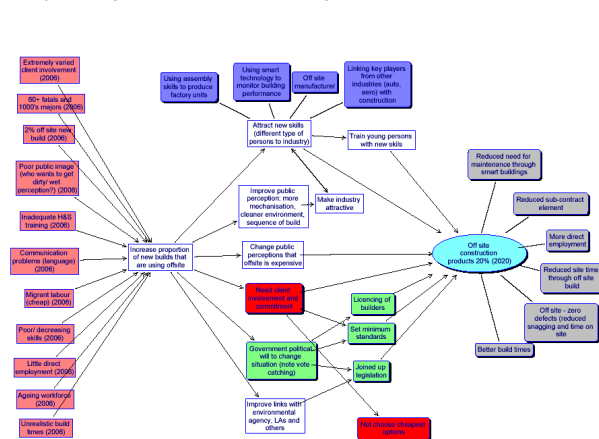 Extremely varied
client involvement
(2006)
60+ fatals and
1000's majors (2006)
2% off site new
build (2006)
Poor public image
(who wants to get
dirty/ wet
perception?) (2006)
Inadequate H&S
training (2006)
Communication
problems (language)
(2006)
Migrant labour
(cheap) (2006)
Poor/ decreasing
skills (2006)
Little direct
employment (2006)
Ageing workforce
(2006)
Unrealistic build
times (2006)
Increase proportion
of new builds that
are using offsite
Using assembly
skills to produce
factory units
Using smart
technology to
monitor building
performance
Off site
manufacturer
Linking key players
from other
industries (auto,
aero) with
construction
Attract new skills
(different type of
persons to industry)
Train young persons
with new skils
Improve public
perception: more
mechanisation,
cleaner environment,
sequence of build
Make industry
attractive
Change public
perceptions that
offsite is expensive
Need client
involvement and
commitment
Government political
will to change
situation (note vote
catching)
Improve links with
environmental
agency, LAs and
others
Licencing of
builders
Set minimum
standards
Joined up
legislation
Not choose cheapest
options
Off site
construction
products 20% (2020)
Reduced need for
maintenance through
smart buildings
Reduced sub-contract
element
More direct
employment
Reduced site time
through off site
build
Off site - zero
defects (reduced
snagging and time on
site
Better build times